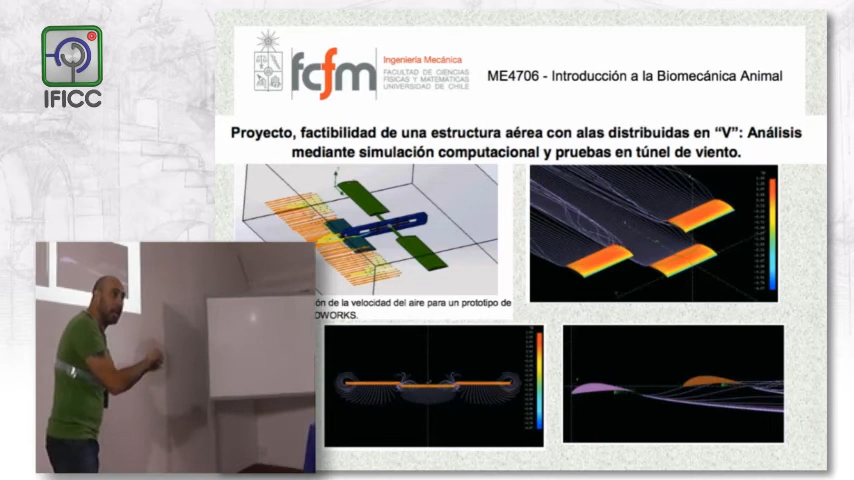 IFICC
fcfm
Ingeniería Mecánica
FACULTAD DE CIENCIAS
FÍSICAS Y MATEMÁTICAS
UNIVERSIDAD DE CHILE
ME4706 - Introducción a la Biomecánica Animal
Proyecto, factibilidad de una estructura aérea con alas distribuidas en “V”: Análisis
mediante simulación computacional y pruebas en túnel de viento.
de la velocidad del aire para un prototipo de